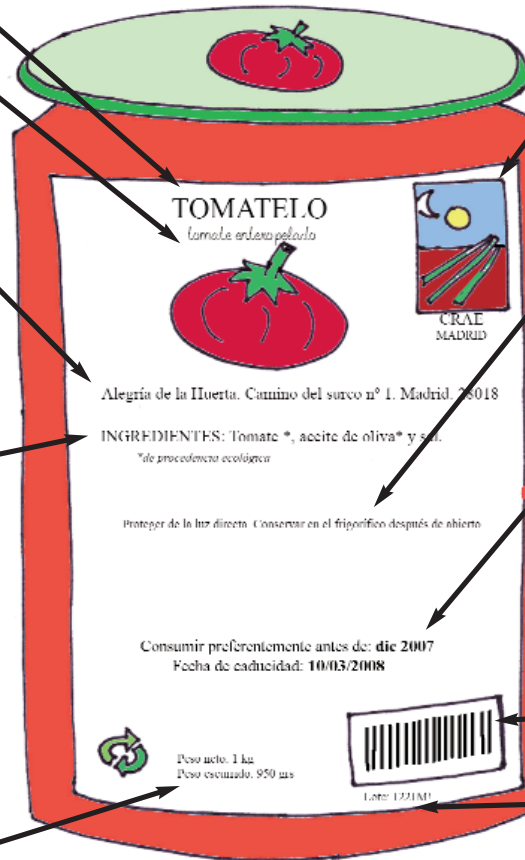 TOMATELO
tomate entero pelado
CRAE
MADRID
Alegría de la Huerta. Camino del surco nº 1. Madrid, 28018
INGREDIENTES: Tomate *, aceite de oliva* y sal.
*de procedencia ecológica
Proteger de la luz directa. Conservar en el frigorífico después de abierto
Consumir preferentemente antes de: dic 2007
Fecha de caducidad: 10/03/2008
Peso neto: 1 kg
Peso escurrido: 950 grs
Lote: